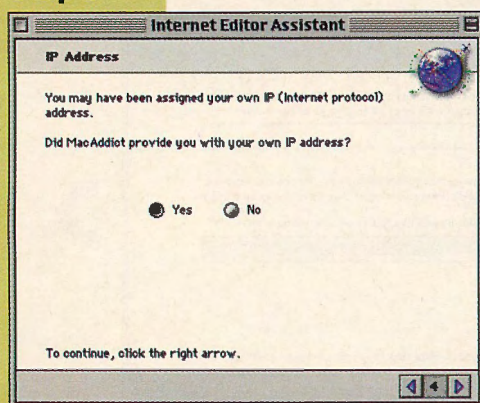 Internet Editor Assistant
IP Address
You may have been assigned your own IP (Internet protocol)
address.
Did MacAddict provide you with your own IP address?
Yes No
To continue, click the right arrow.
4